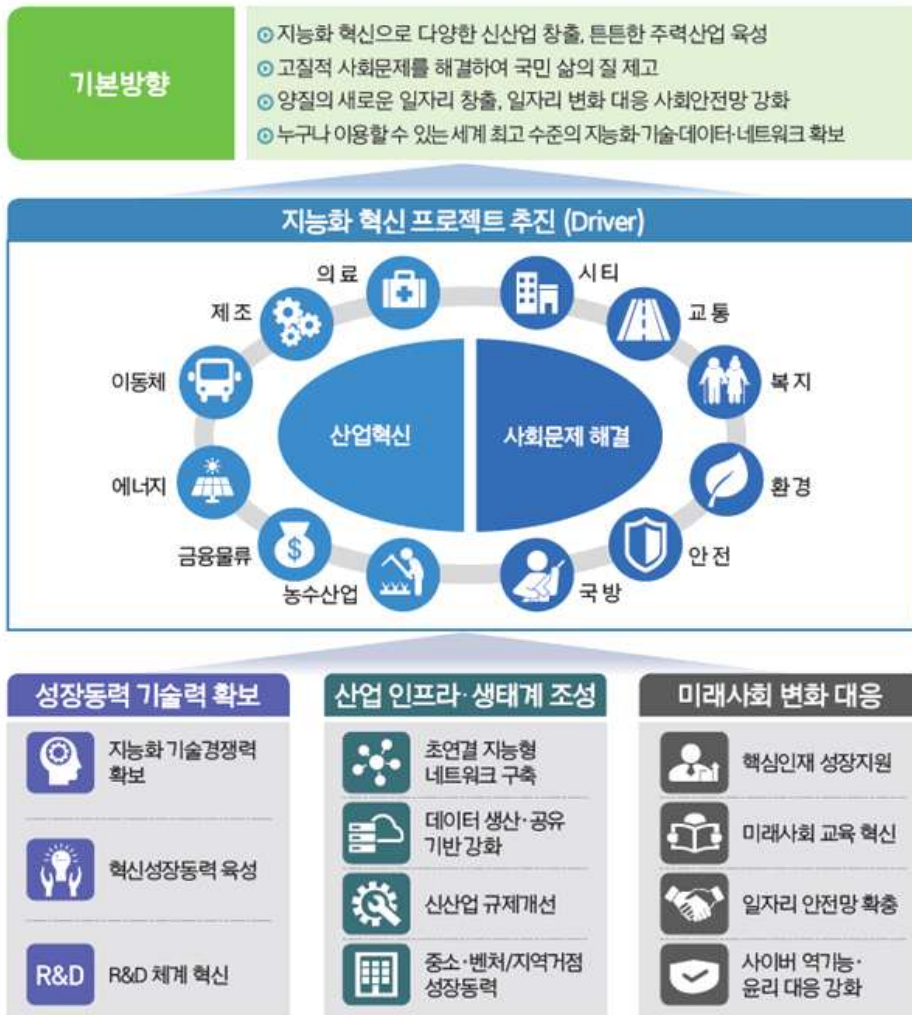 기본방향
지능화 혁신으로 다양한 신산업 창출, 튼튼한 주력산업 육성
고질적 사회문제를 해결하여 국민 삶의 질 제고
양질의 새로운 일자리 창출, 일자리 변화 대응 사회안전망 강화
누구나 이용할 수 있는 세계 최고 수준의 지능화·기술·데이터·네트워크 확보
지능화 혁신 프로젝트 추진 (Driver)
의료
시티
제조
교통
이동체
복지
산업혁신
사회문제 해결
에너지
환경
금융물류
안전
농수산업
국방
$
성장동력 기술력 확보
지능화 기술경쟁력
확보
혁신성장동력 육성
R&D
R&D 체계 혁신
산업 인프라·생태계 조성
초연결 지능형
네트워크 구축
데이터 생산·공유
기반 강화
신산업 규제개선
중소·벤처/지역거점
성장동력
미래사회 변화 대응
핵심인재 성장지원
미래사회 교육 혁신
일자리 안전망 확충
사이버 역기능·
윤리 대응 강화